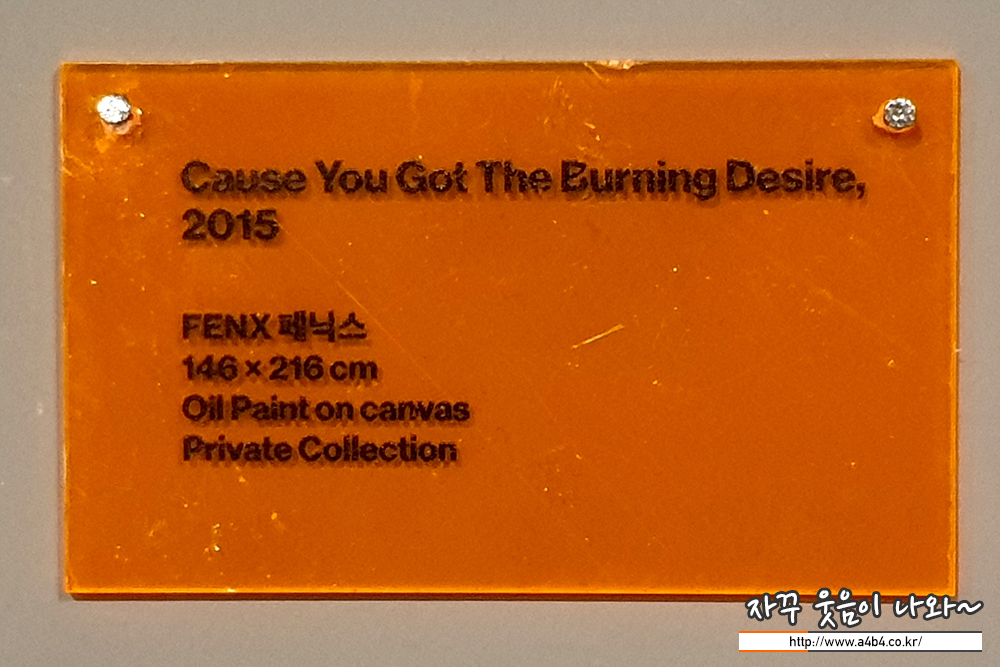 Cause You Got The Burning Desire,
2015
FENX 페닉스
146 × 216 cm
Oil Paint on canvas
Private Collection
자꾸 웃음이 나와~
http://www.a4b4.co.kr/